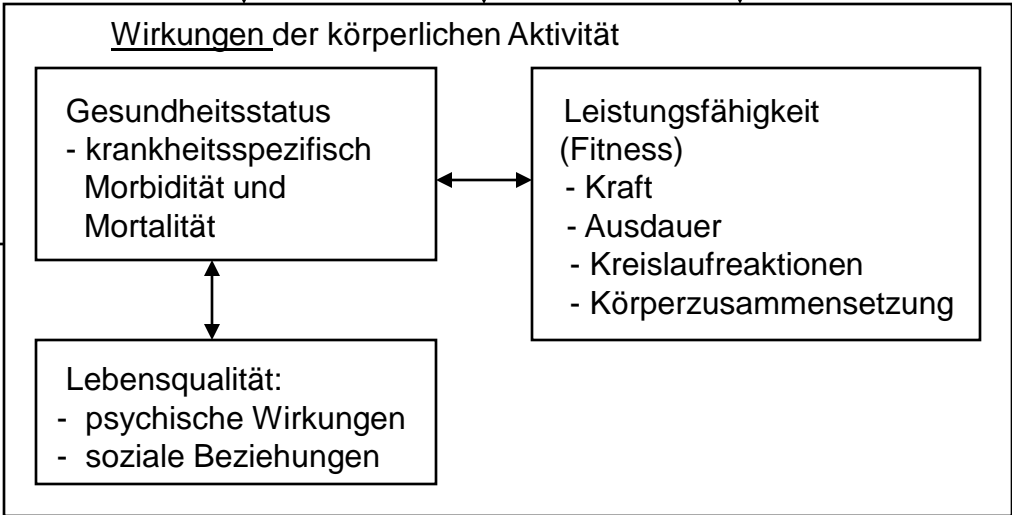 Wirkungen der körperlichen Aktivität
Gesundheitsstatus
- krankheitsspezifisch
Morbidität und
Mortalität
Leistungsfähigkeit
(Fitness)
- Kraft
- Ausdauer
- Kreislaufreaktionen
- Körperzusammensetzung
Lebensqualität:
- psychische Wirkungen
- soziale Beziehungen